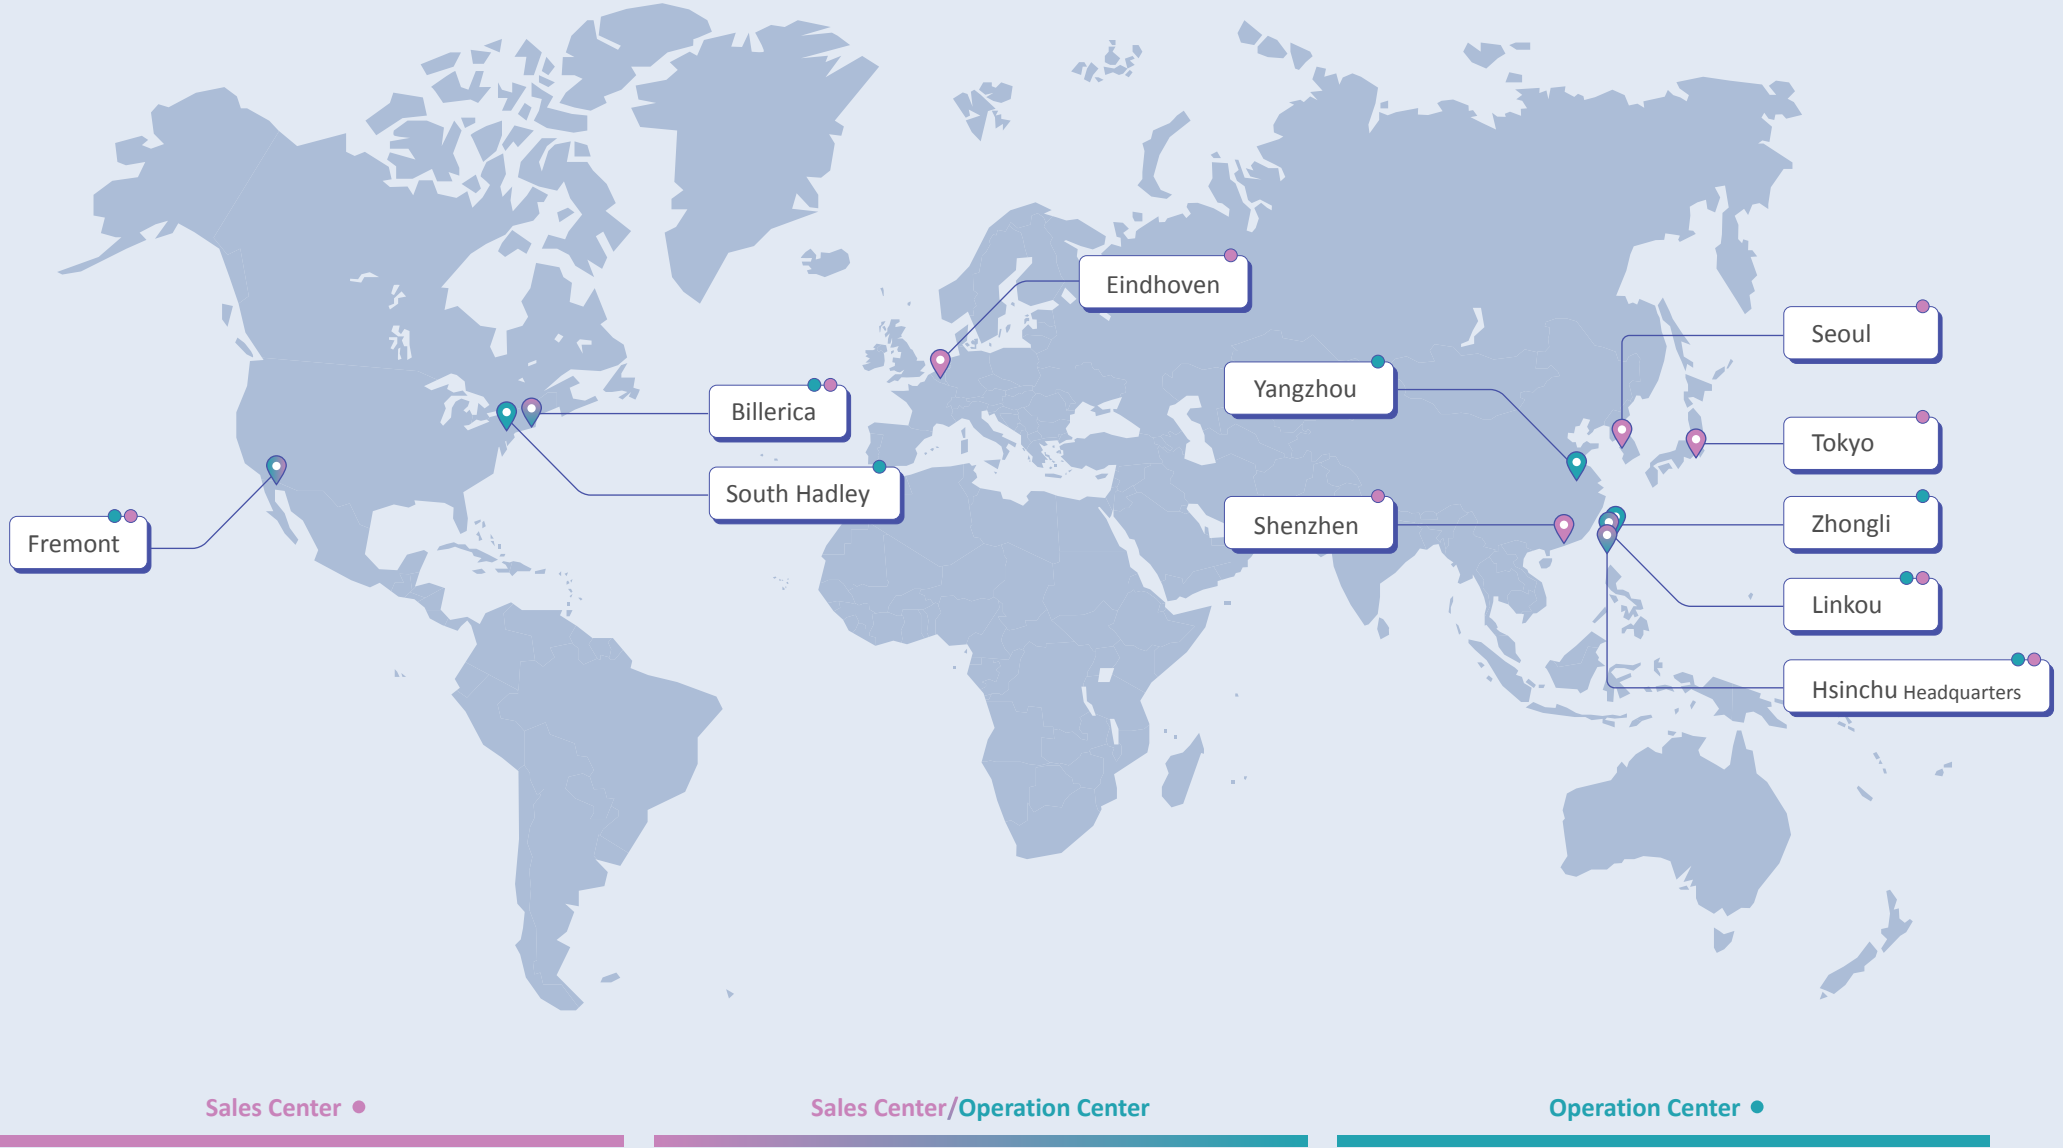 Eindhoven
Seoul
Yangzhou
Billerica
Tokyo
South Hadley
Shenzhen
Zhongli
Fremont
Linkou
Hsinchu Headquarters
Sales Center
Sales Center/Operation Center
Operation Center